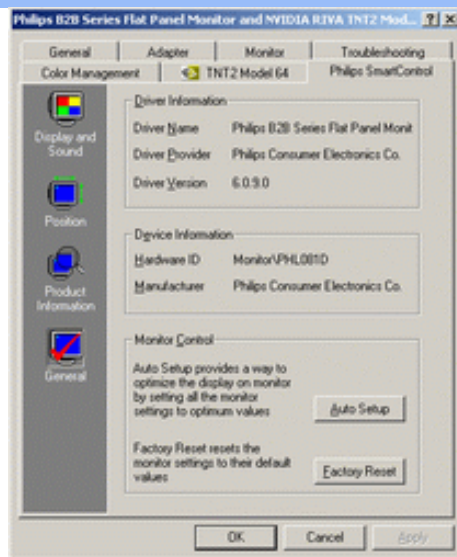 Philips B2B Series Flat Panel Monitor and NVIDIA RIVA TNT2 Mod...
General Adapter Monitor Troubleshooting
Color Management TNT2 Model 64 Philips SmartControl
Display and
Sound
Position
Product
Information
General
Driver Information
Driver Name Philips B2B Series Flat Panel Monit
Driver Provider Philips Consumer Electronics Co.
Driver Version 6.0.9.0
Device Information
Hardware ID Monitor\PHL081D
Manufacturer Philips Consumer Electronics Co.
Monitor Control
Auto Setup provides a way to
optimize the display on monitor
by setting all the monitor
settings to optimum values
Auto Setup
Factory Reset resets the
monitor settings to their default
values
Factory Reset
OK Cancel Apply